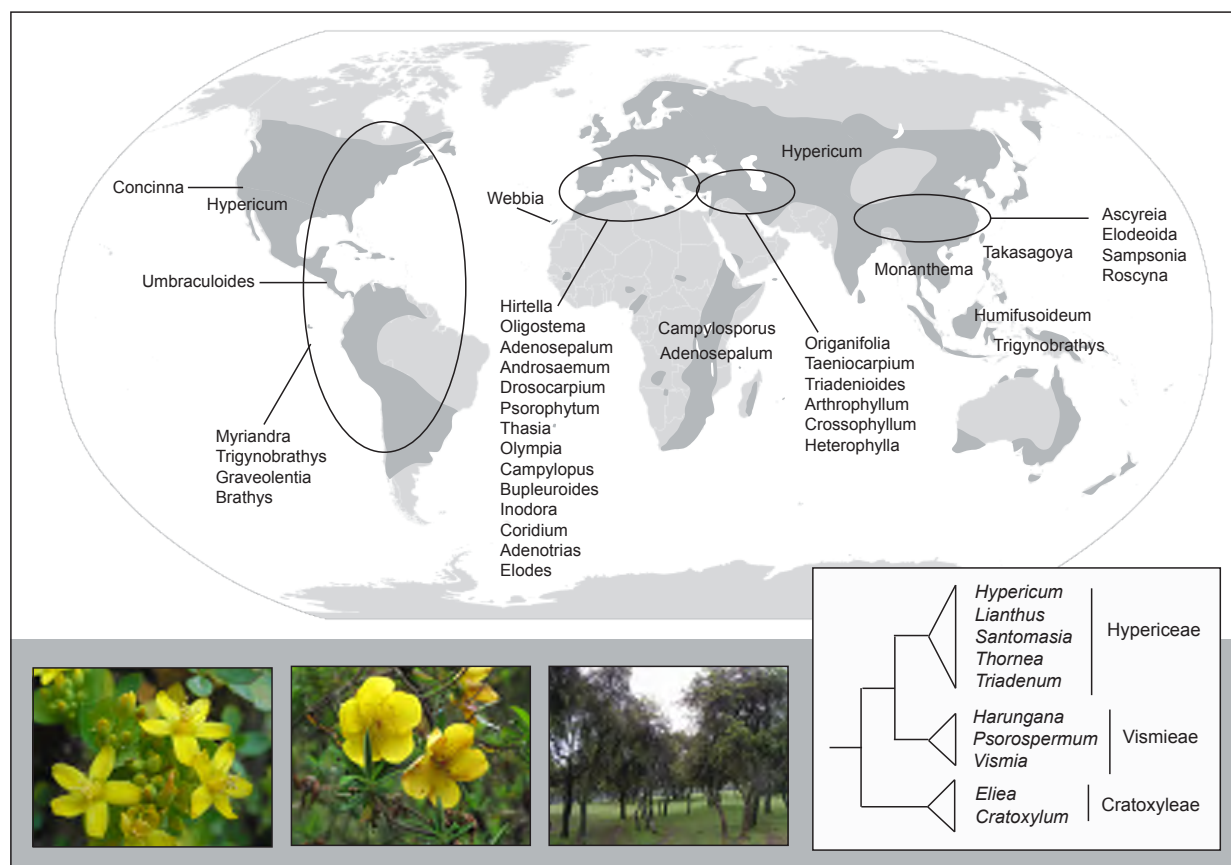 Hypericum
Concinna
Hypericum
Webbia
Umbraculoides
Myriandra
Trigynobrathys
Graveolentia
Brathys
Hirtella
Oligostema
Adenosepalum
Androsaemum
Drosocarpium
Psorophytum
Thasia
Olympia
Campylopus
Bupleuroides
Inodora
Coridium
Adenotrias
Elodes
Campylosporus
Adenosepalum
Origanifolia
Taeniocarpium
Triadenioides
Arthrophyllum
Crossophyllum
Heterophylla
Monanthema
Takasagoya
Ascyreia
Elodeoida
Sampsonia
Roscyna
Humifusoideum
Trigynobrathys
Hypericum
Lianthus
Santomasia
Thornea
Triadenum
Hypericeae
Harungana
Psorospermum
Vismia
Vismieae
Eliea
Cratoxylum
Cratoxyleae